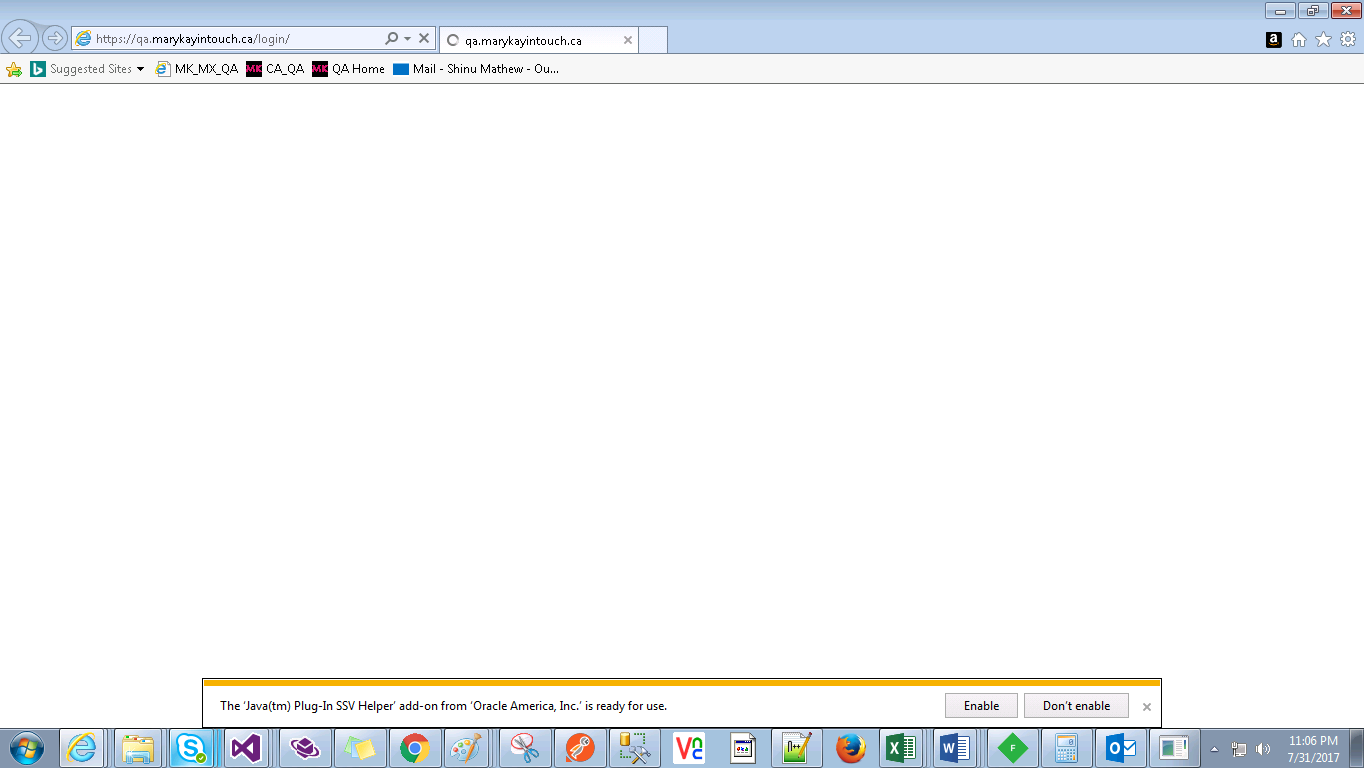 https://qa.marykayintouch.ca/login/
qa.marykayintouch.ca
Suggested Sites
MK_MX_QA
MK CA_QA
MK QA Home
Mail - Shinu Mathew - Ou...
The 'Java(tm) Plug-In SSV Helper' add-on from 'Oracle America, Inc.' is ready for use.
Enable
Don't enable
11:06 PM
7/31/2017